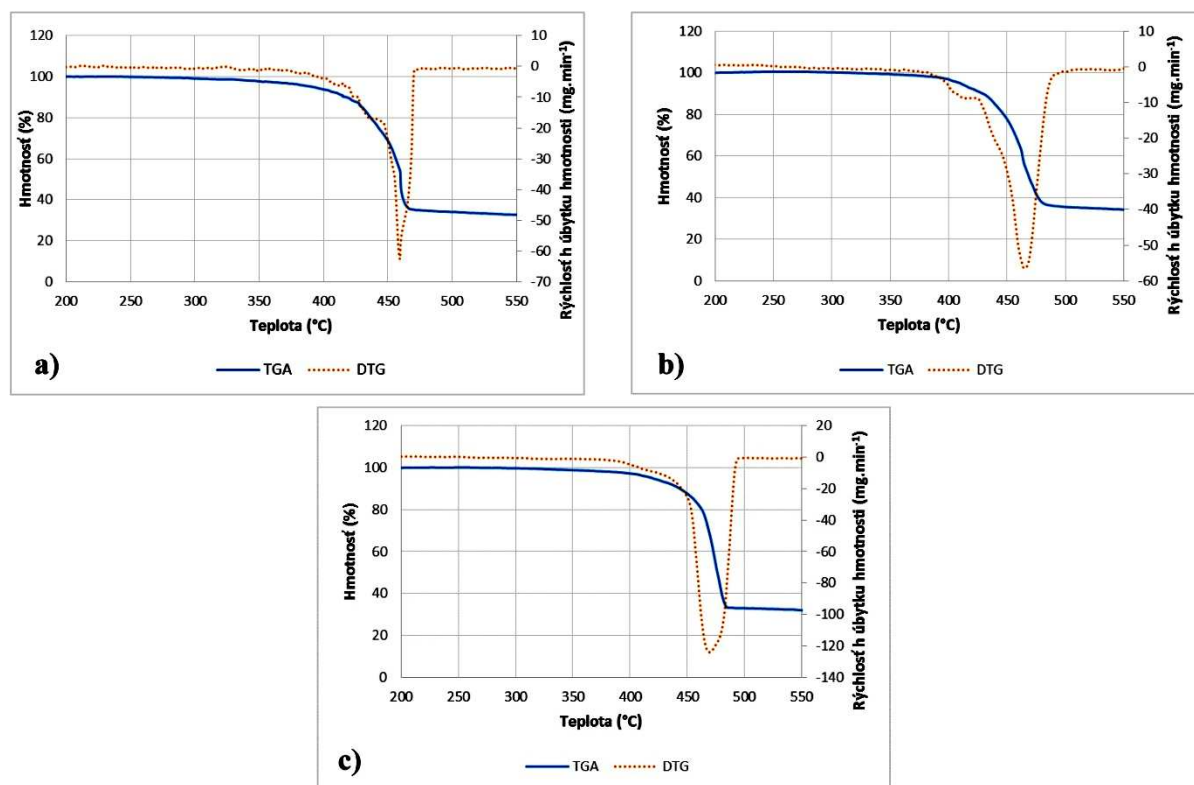 120
100
80
60
40
20
0
Hmotnosť (%)
10
0
-10
-20
-30
-40
-50
-60
-70
Rýchlosť h úbytku hmotnosti (mg.min-1)
200 250 300 350 400 450 500 550
Teplota (°C)
a)
TGA DTG
120
100
80
60
40
20
0
Hmotnosť (%)
10
0
-10
-20
-30
-40
-50
-60
Rýchlosť h úbytku hmotnosti (mg.min-1)
200 250 300 350 400 450 500 550
Teplota (°C)
b)
TGA DTG
120
100
80
60
40
20
0
Hmotnosť (%)
20
0
-20
-40
-60
-80
-100
-120
-140
Rýchlosť h úbytku hmotnosti (mg.min-1)
200 250 300 350 400 450 500 550
Teplota (°C)
c)
TGA DTG